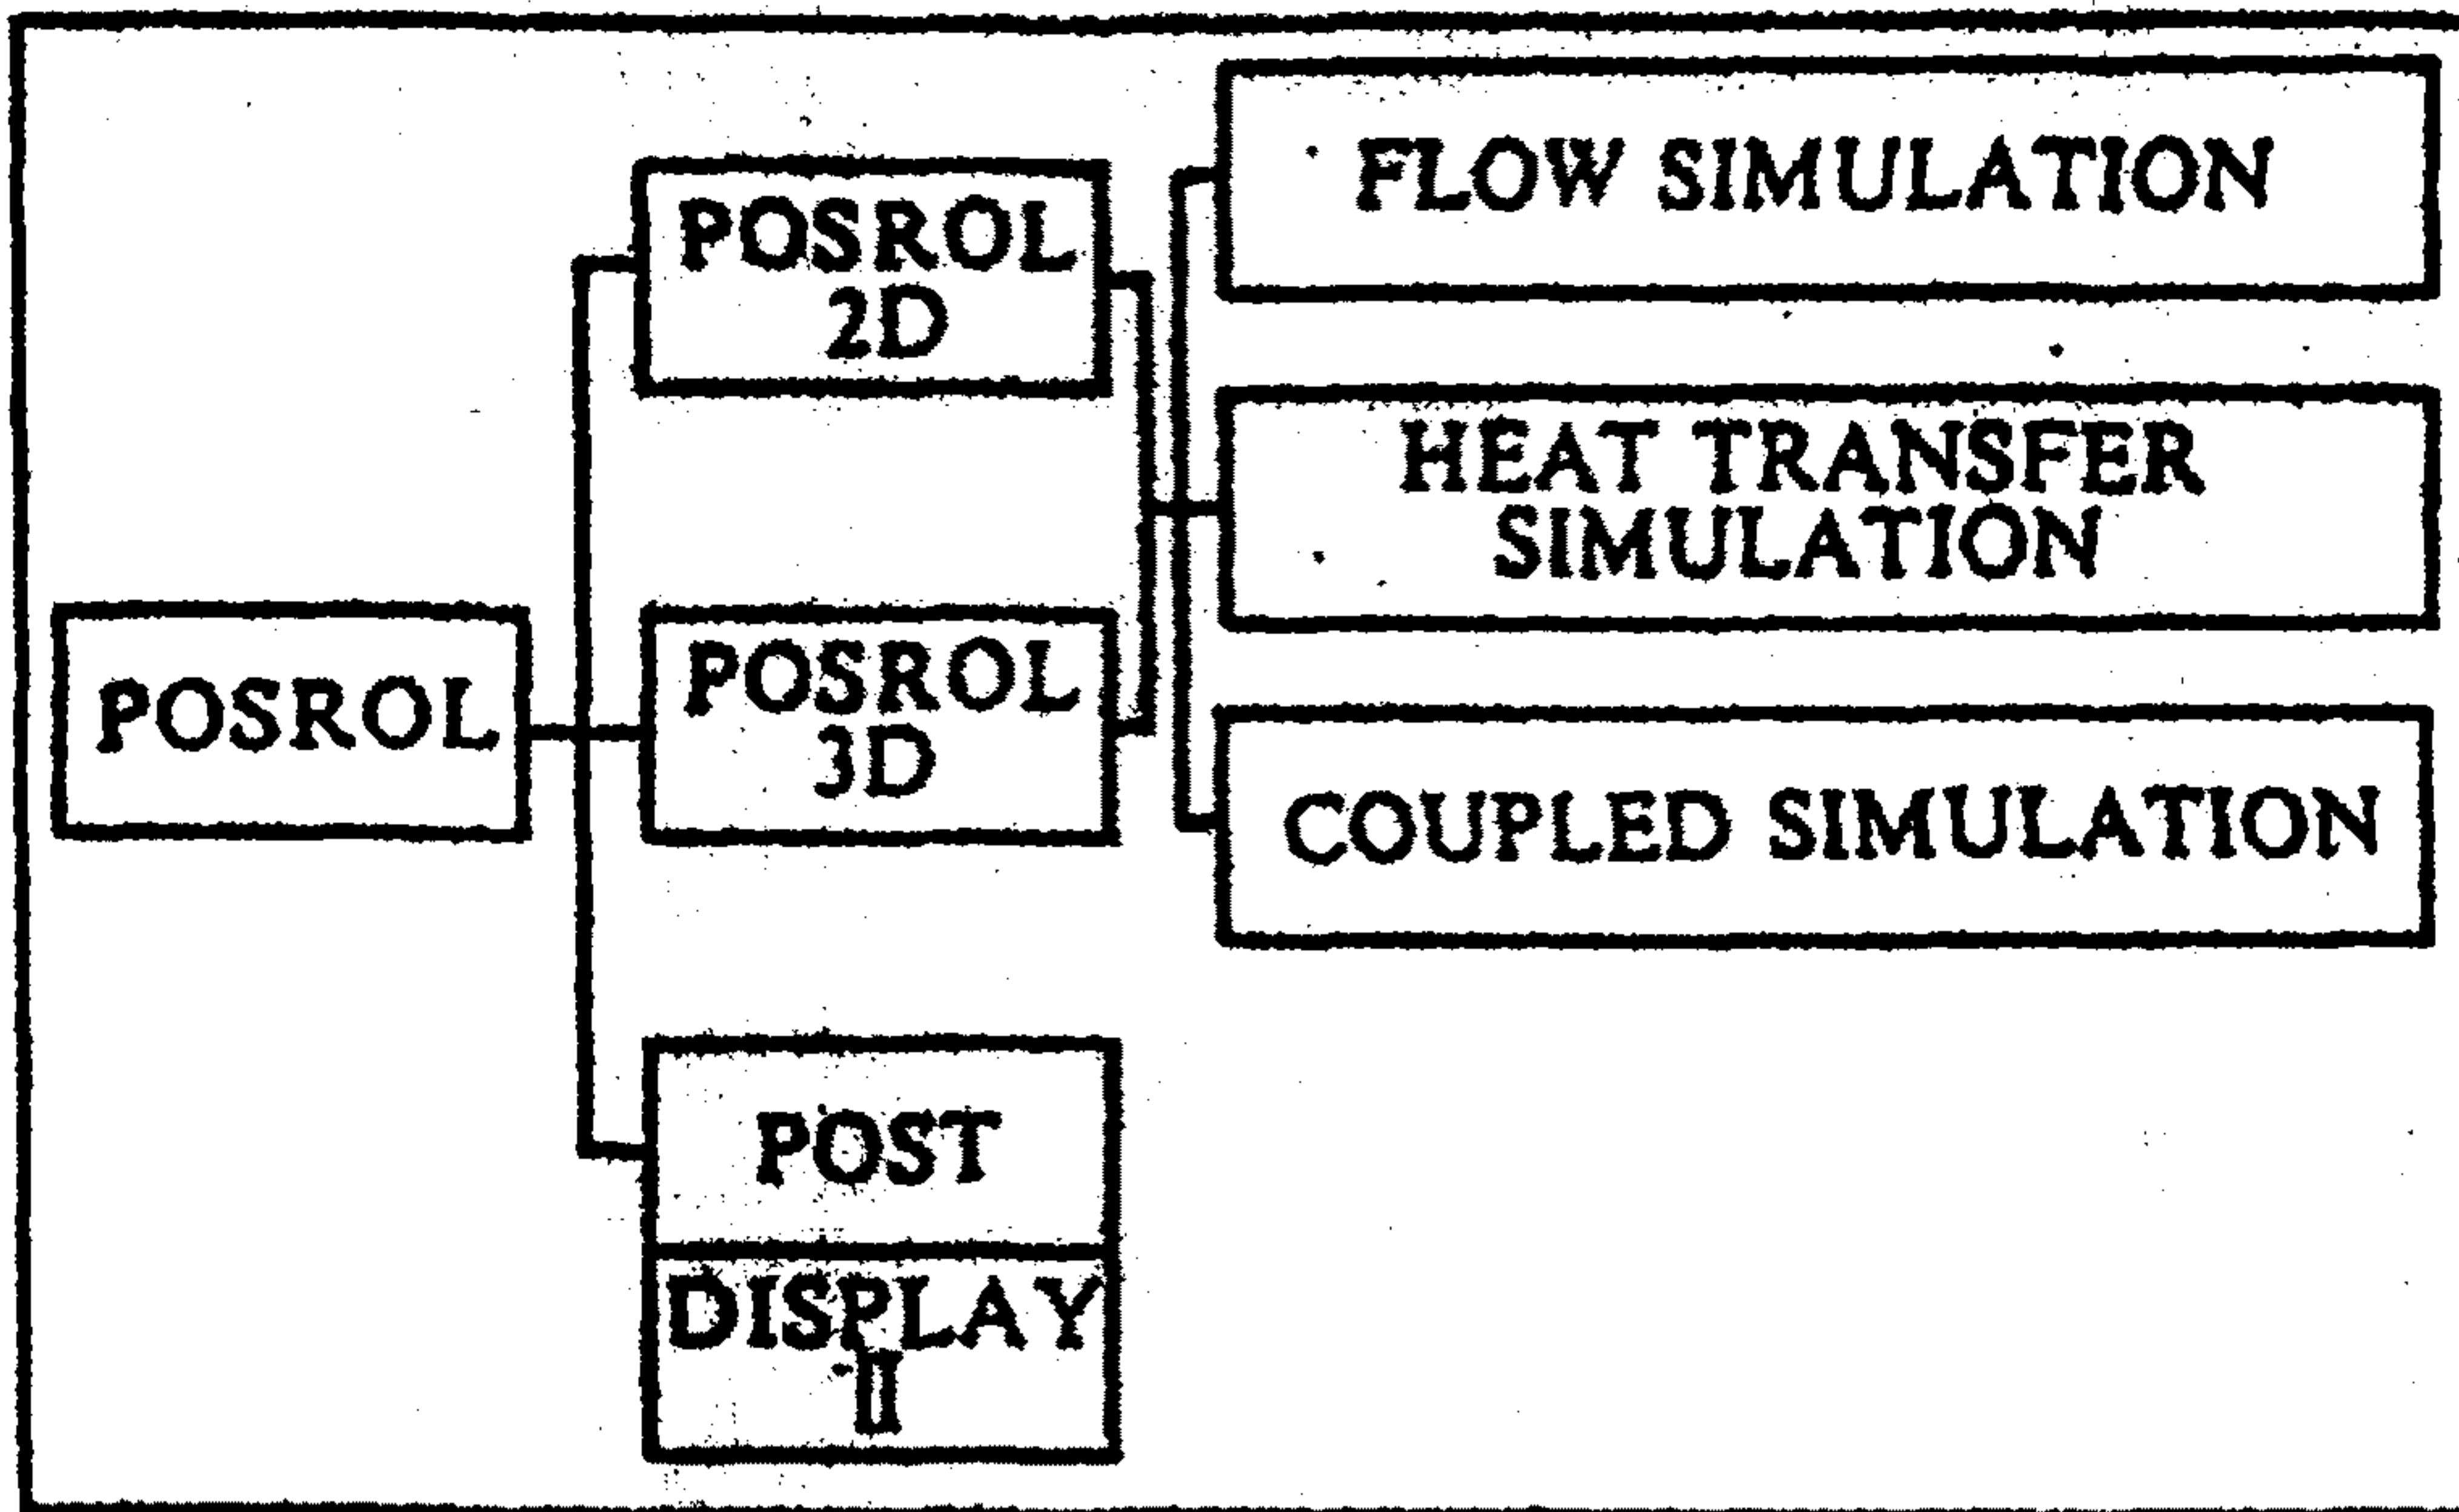 POSROL
POSROL
2D
POSROL
3D
POST
DISPLAY
II
FLOW SIMULATION
HEAT TRANSFER
SIMULATION
COUPLED SIMULATION